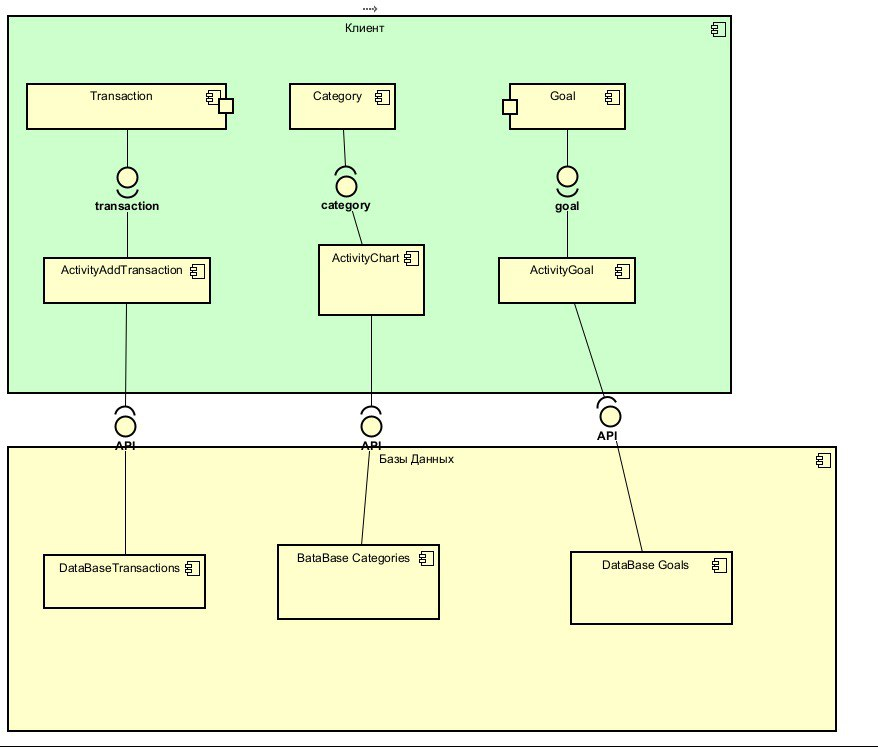 Клиент
Transaction
Category
Goal
transaction
category
goal
ActivityAddTransaction
ActivityChart
ActivityGoal
API
API
API
Базы Данных
DataBaseTransactions
BataBase Categories
DataBase Goals